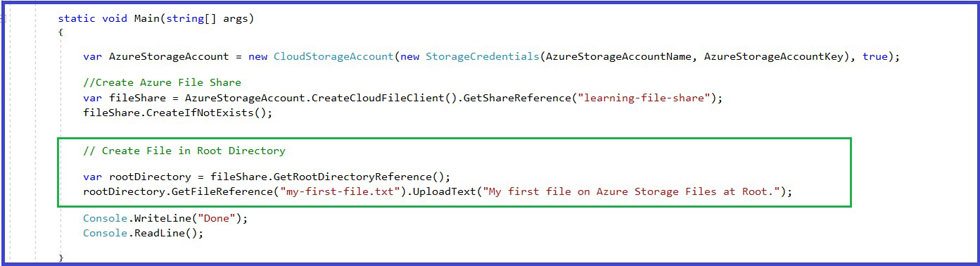 static void Main(string[] args)
{
var AzureStorageAccount = new CloudStorageAccount(new StorageCredentials(AzureStorageAccountName, AzureStorageAccountKey), true);
//Create Azure File Share
var fileShare = AzureStorageAccount.CreateCloudFileClient().GetShareReference("learning-file-share");
fileShare.CreateIfNotExists();
// Create File in Root Directory
var rootDirectory = fileShare.GetRootDirectoryReference();
rootDirectory.GetFileReference("my-first-file.txt").UploadText("My first file on Azure Storage Files at Root.");
Console.WriteLine("Done");
Console.ReadLine();
}